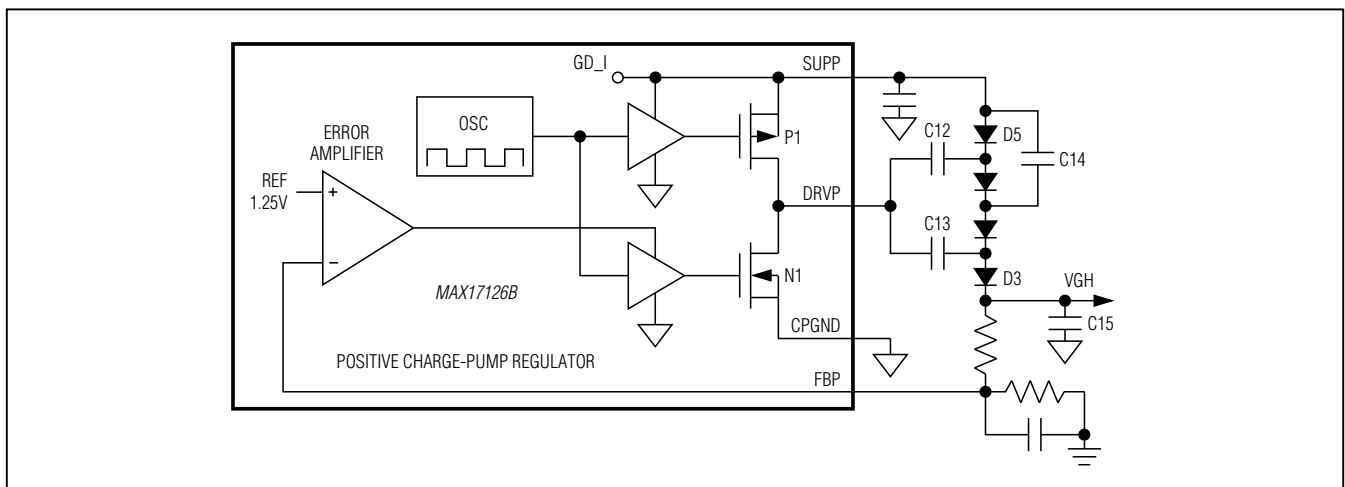 GD_I
SUPP
OSC
ERROR
AMPLIFIER
REF
1.25V
+
−
P1
DRVP
N1
CPGND
FBP
MAX17126B
POSITIVE CHARGE-PUMP REGULATOR
C12
D5
C14
C13
D3
VGH
C15